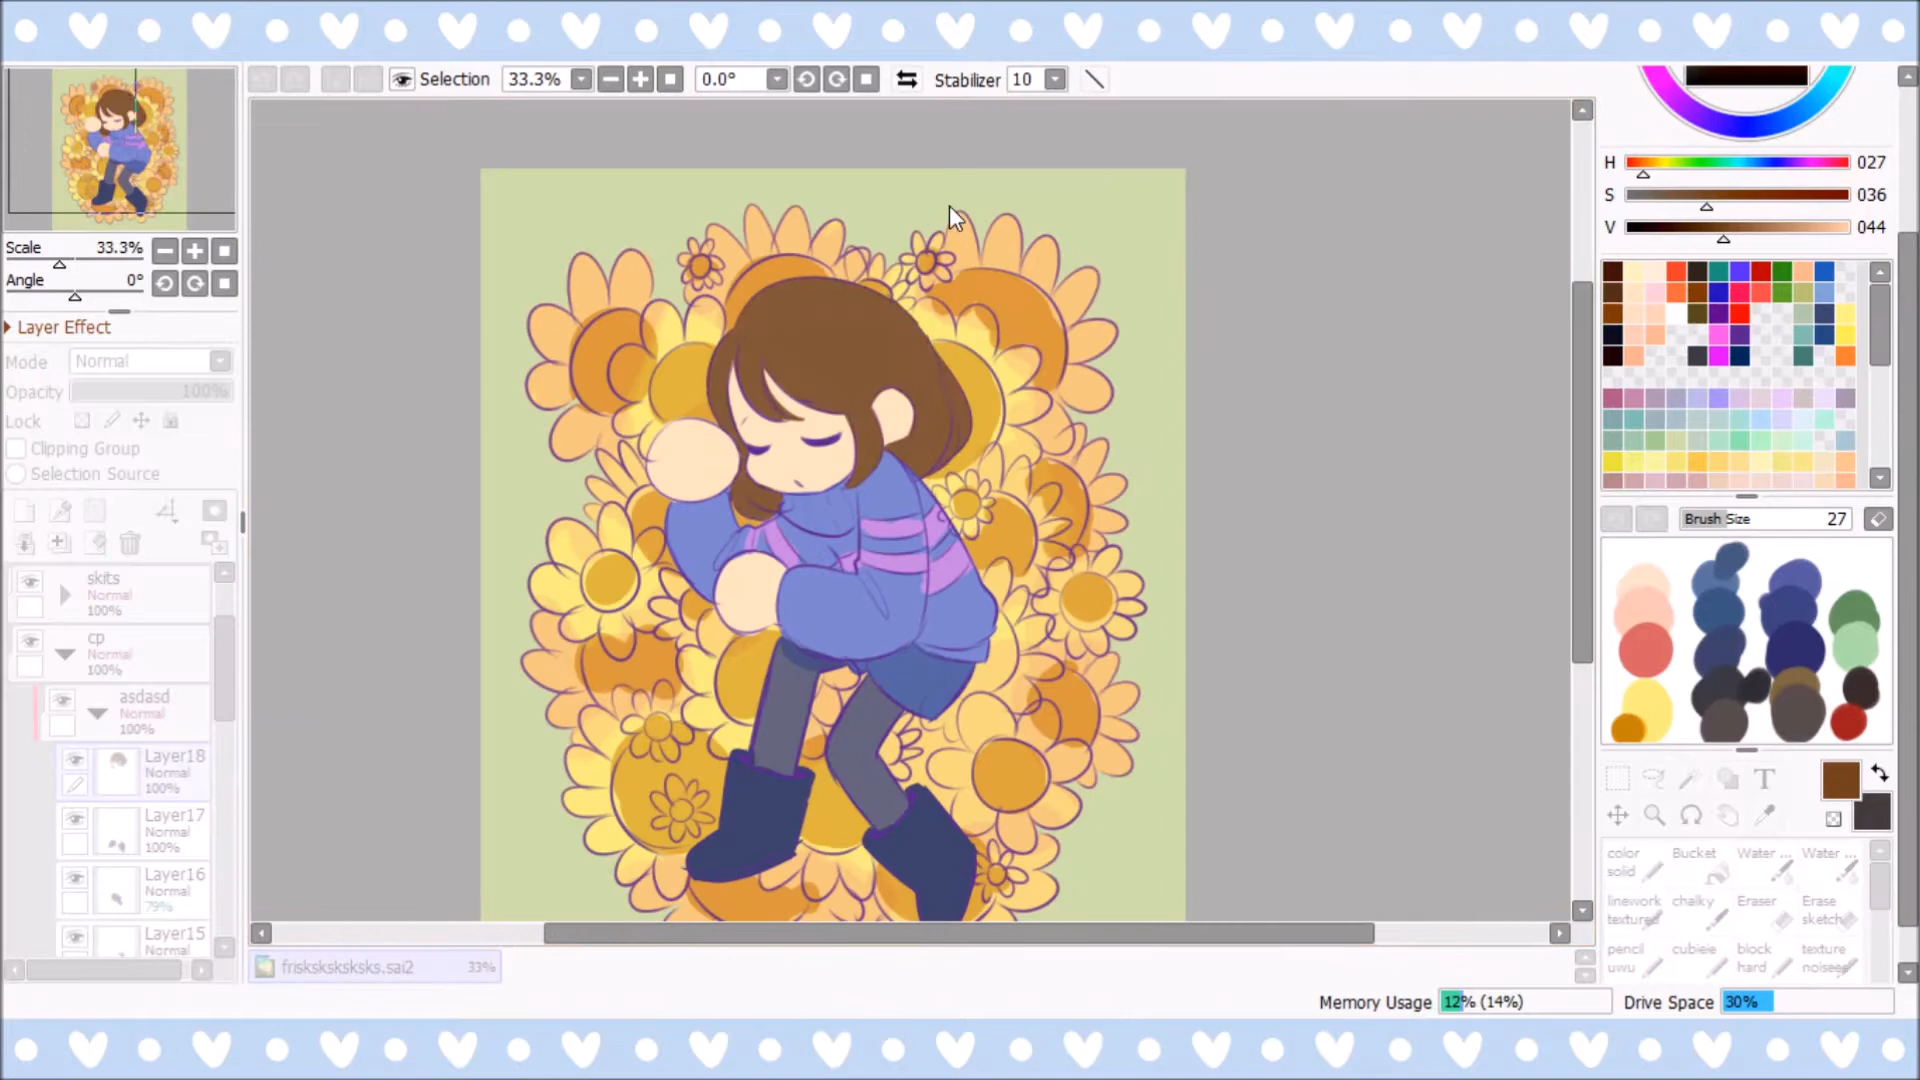 Selection 33.3% 0.0° Stabilizer 10
Scale 33.3%
Angle 0°
Layer Effect
Mode Normal
Opacity 100%
Lock
Clipping Group
Selection Source
skits
Normal
100%
cp
Normal
100%
asdasd
Normal
100%
Layer18
Normal
100%
Layer17
Normal
100%
Layer16
Normal
79%
Layer15
Normal
H 027
S 036
V 044
Brush Size 27
T
color solid
Bucket
Water ...
Water ...
linework textured
chalky
Eraser
Erase sketch
pencil uwu
cubieie
block hard
texture
frisksksksksks.sai2 33%
Memory Usage 12% (14%) Drive Space 30%